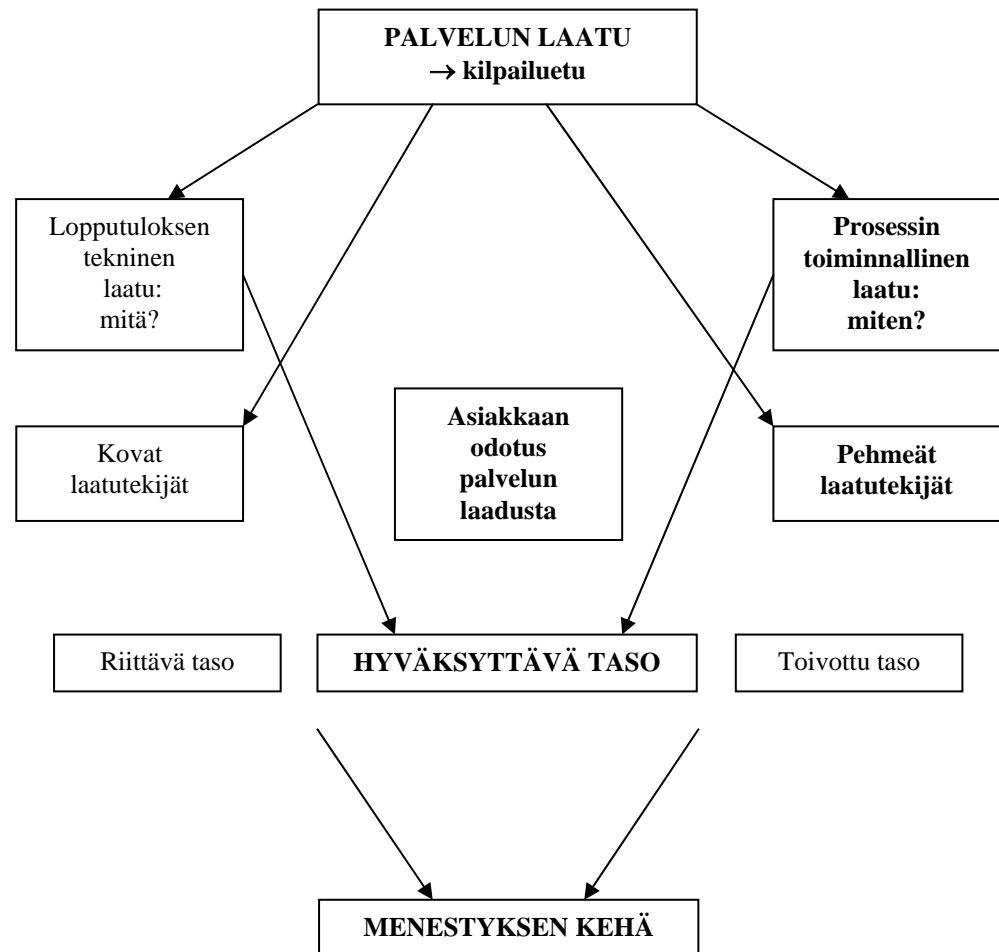 PALVELUN LAATU
→ kilpailuetu
Lopputuloksen
tekninen
laatu:
mitä?
Prosessin
toiminnallinen
laatu:
miten?
Kovat
laatutekijät
Asiakkaan
odotus
palvelun
laadusta
Pehmeät
laatutekijät
Riittävä taso
HYVÄKSYTTÄVÄ TASO
Toivottu taso
MENESTYKSEN KEHÄ